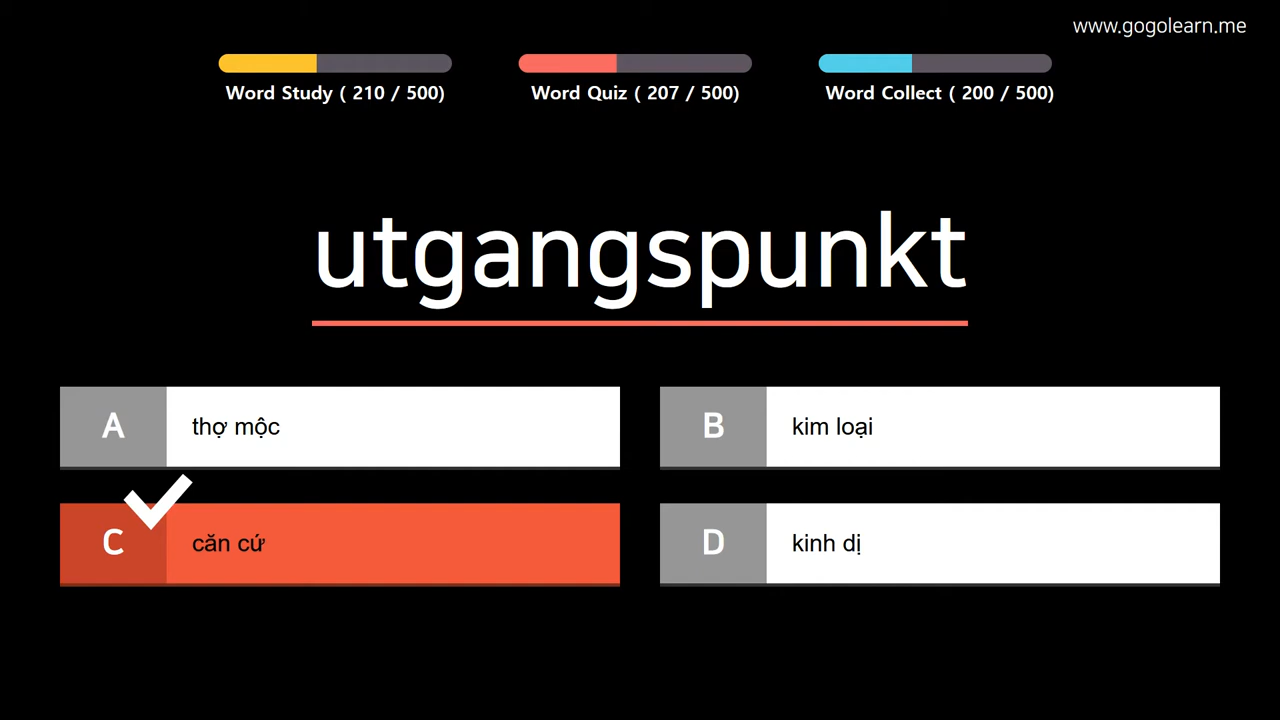 www.gogolearn.me
Word Study ( 210 / 500)
Word Quiz ( 207 / 500)
Word Collect ( 200 / 500)
utgangspunkt
A thợ mộc
B kim loại
C căn cứ
D kinh dị